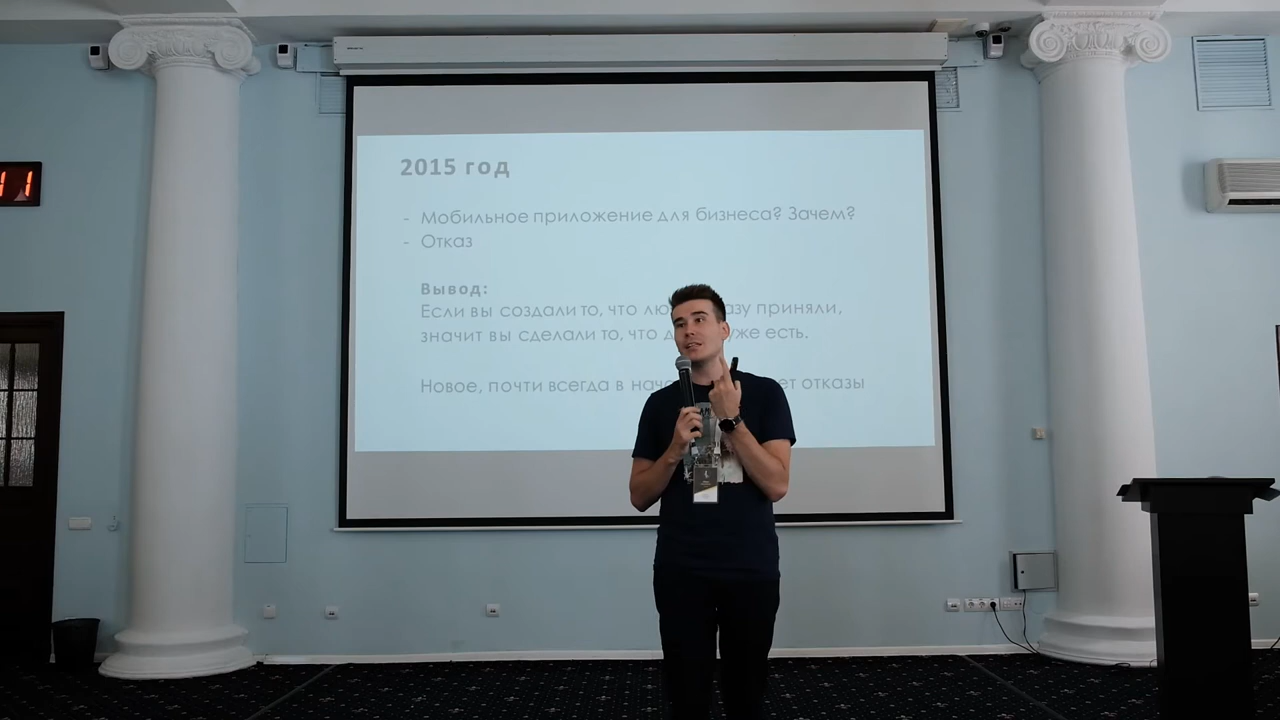 11
2015 год
- Мобильное приложение для бизнеса? Зачем?
- Отказ
Вывод:
Если вы создали то, что приняли,
значит вы сделали то, что уже есть.
Новое, почти всегда в отказы